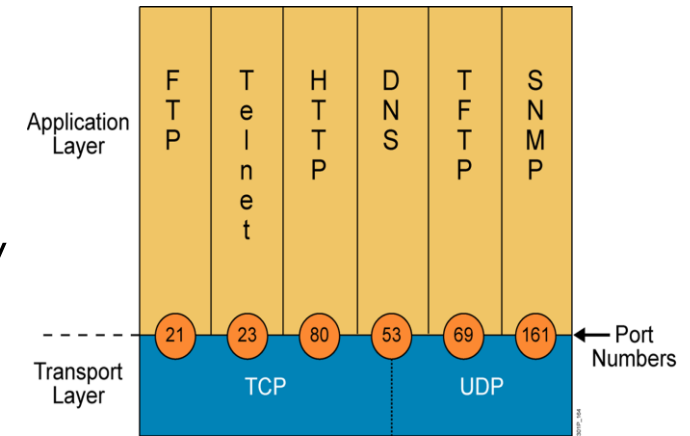 FTP
Telnet
HTTP
DNS
TFTP
SNMP
Application
Layer
y
21
23
80
53
69
161
Port
Numbers
Transport
Layer
TCP
UDP
301P_164